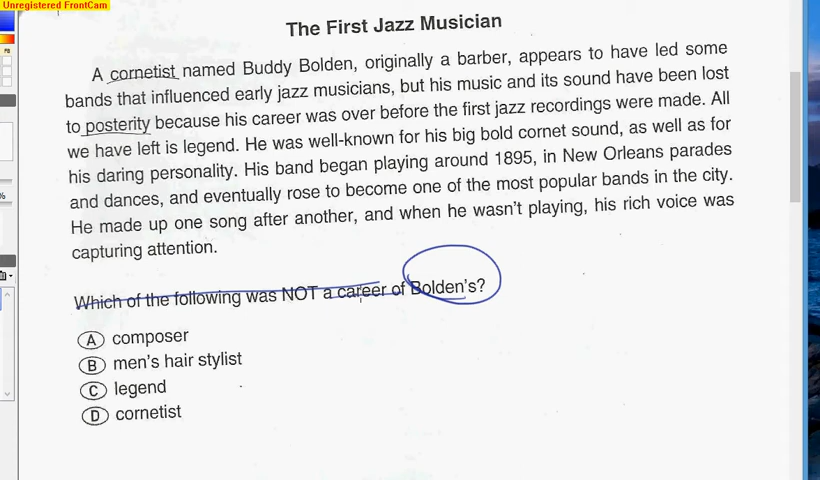 Unregistered FrontCam
The First Jazz Musician
A cornetist named Buddy Bolden, originally a barber, appears to have led some
bands that influenced early jazz musicians, but his music and its sound have been lost
to posterity because his career was over before the first jazz recordings were made. All
we have left is legend. He was well-known for his big bold cornet sound, as well as for
his daring personality. His band began playing around 1895, in New Orleans parades
and dances, and eventually rose to become one of the most popular bands in the city.
He made up one song after another, and when he wasn't playing, his rich voice was
capturing attention.
Which of the following was NOT a career of Bolden's?
A composer
B men's hair stylist
C legend
D cornetist